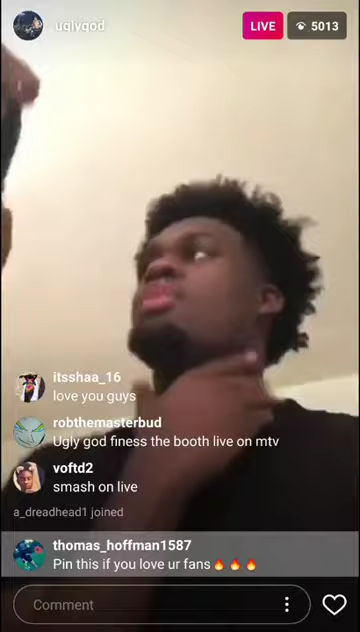 uglygod
LIVE
5013
itsshaa_16
love you guys
robthemasterbud
Ugly god finess the booth live on mtv
voftd2
smash on live
a_dreadhead1 joined
thomas_hoffman1587
Pin this if you love ur fans🔥🔥🔥
Comment